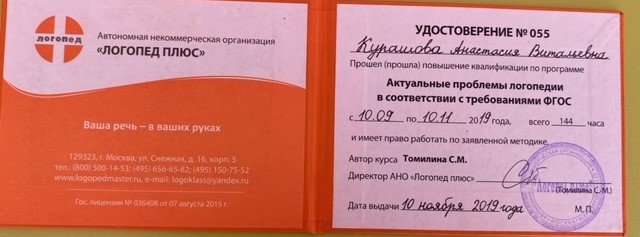 логопед
Автономная некоммерческая организация
«ЛОГОПЕД ПЛЮС»
Ваша речь – в ваших руках
129323, г. Москва, ул. Снежная, д. 16, корп. 5
тел.: (800) 500-14-53; (495) 656-65-82; (495) 150-75-52
www.logopedmaster.ru, e-mail: logoklass@yandex.ru
Гос. лицензия № 036408 от 07 августа 2015 г.
УДОСТОВЕРЕНИЕ № 055
Курашова Анастасия Витальевна
Прошел (прошла) повышение квалификации по программе
Актуальные проблемы логопедии
в соответствии с требованиями ФГОС
с 10.09 по 10.11 2019 года, всего 144 часа
и имеет право работать по заявленной методике.
Автор курса Томилина С.М.
Директор АНО «Логопед плюс»
(Томилина С.М.)
Дата выдачи 10 ноября 2019 года М.П.